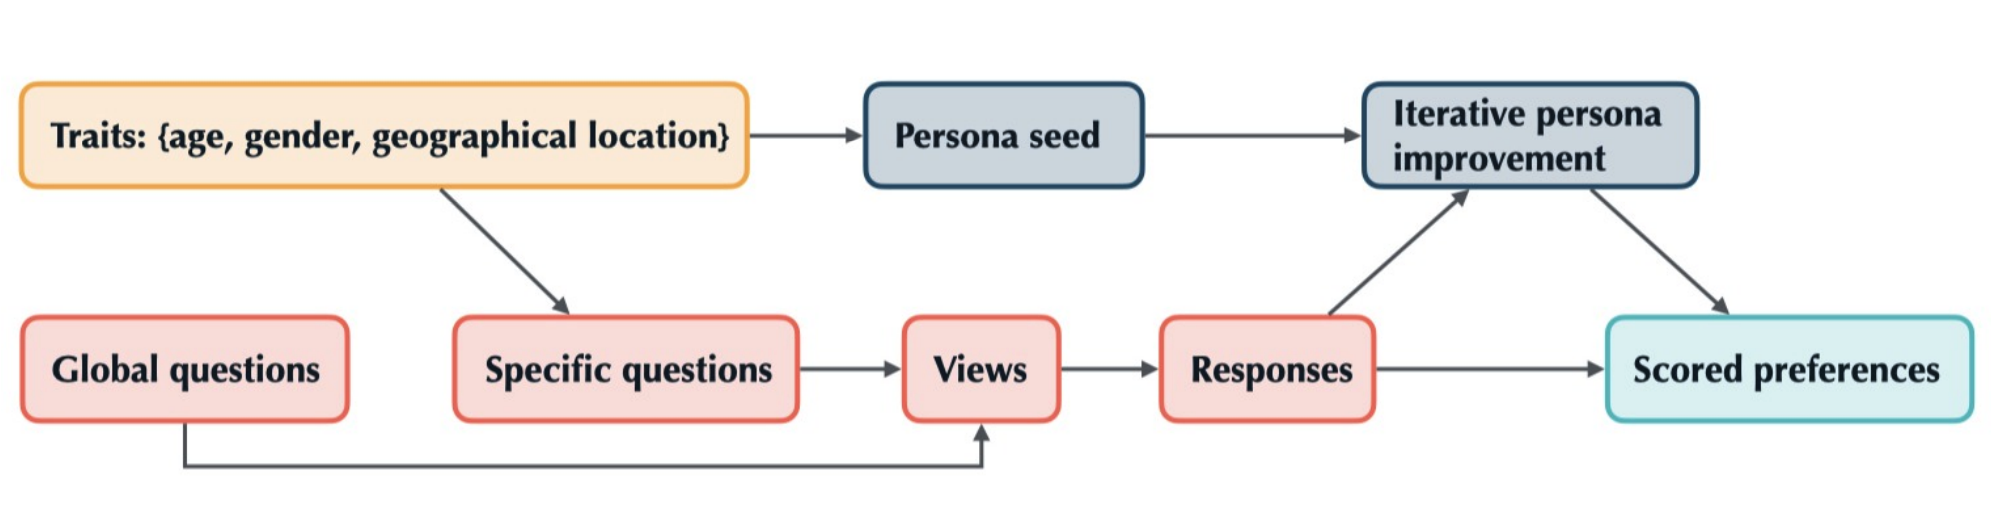 Traits: {age, gender, geographical location}
Persona seed
Iterative persona
improvement
Global questions
Specific questions
Views
Responses
Scored preferences